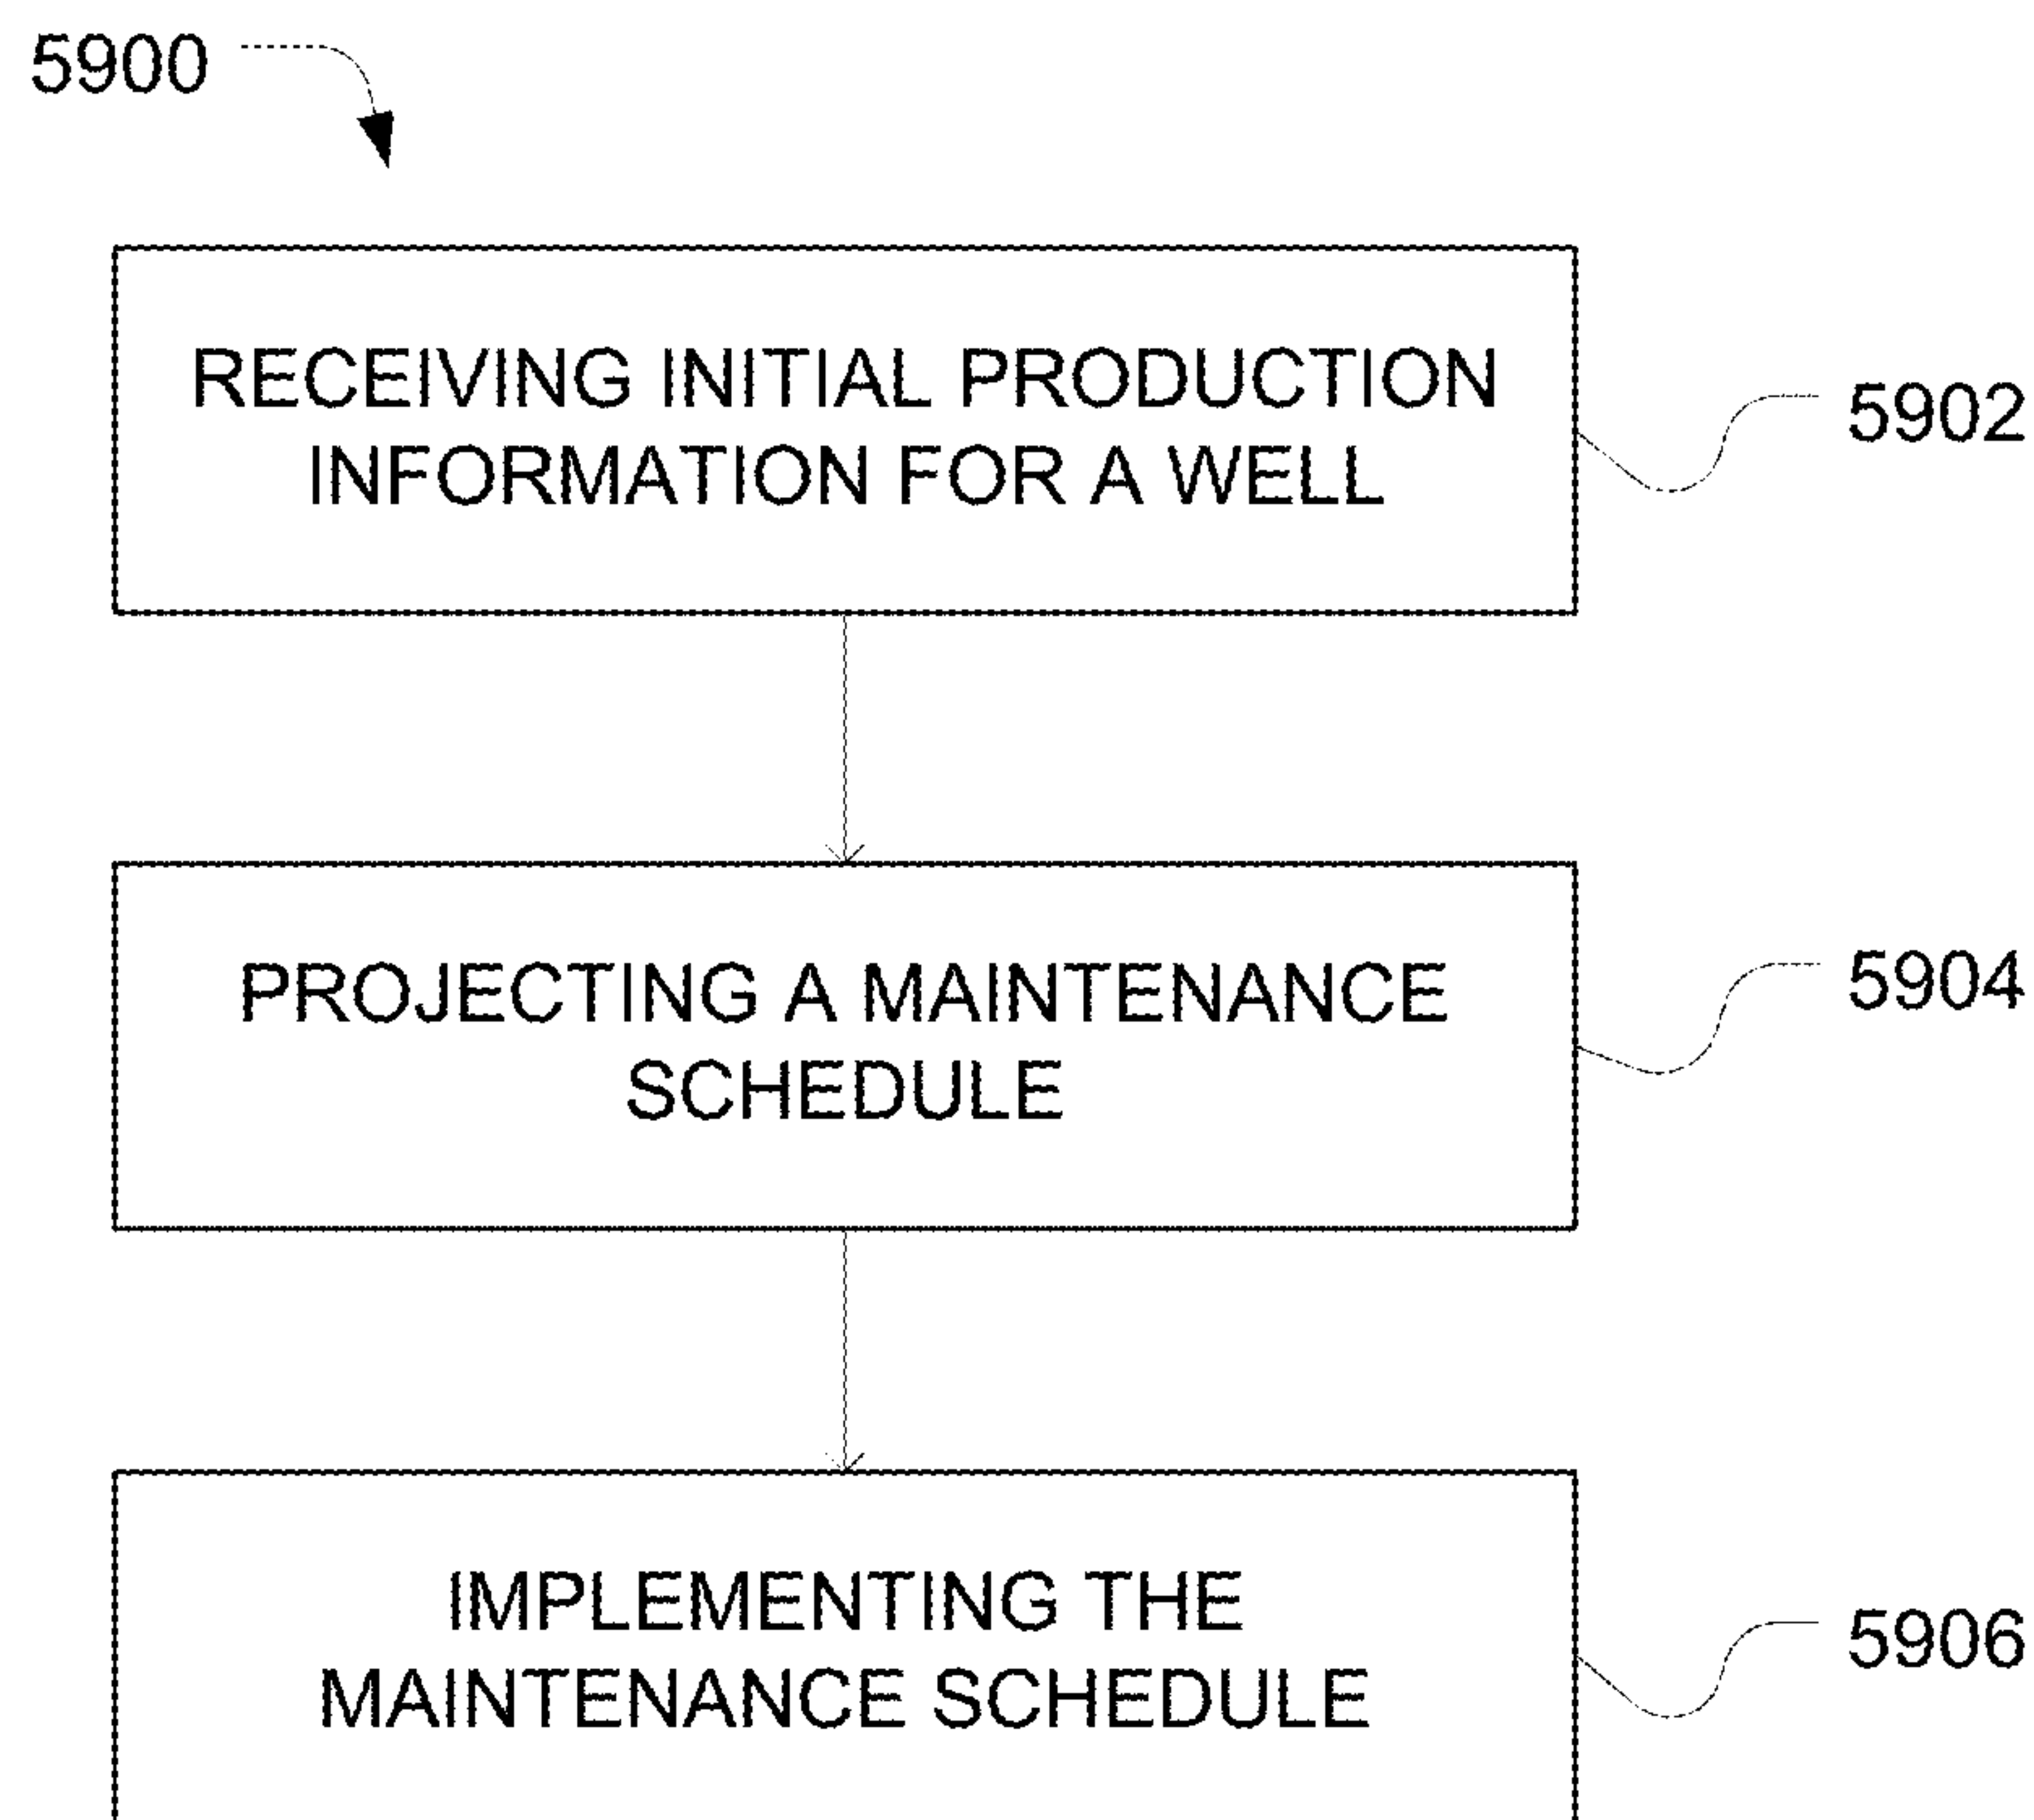 5900
RECEIVING INITIAL PRODUCTION
INFORMATION FOR A WELL
5902
PROJECTING A MAINTENANCE
SCHEDULE
5904
IMPLEMENTING THE
MAINTENANCE SCHEDULE
5906